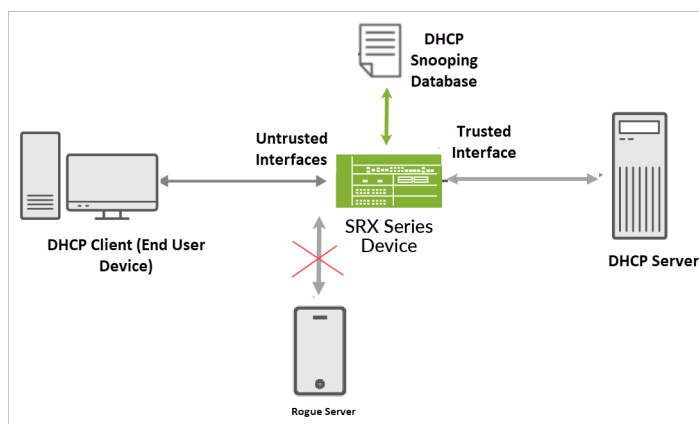 DHCP
Snooping
Database
Untrusted
Interfaces
Trusted
Interface
SRX Series
Device
DHCP Client (End User
Device)
DHCP Server
Rogue Server